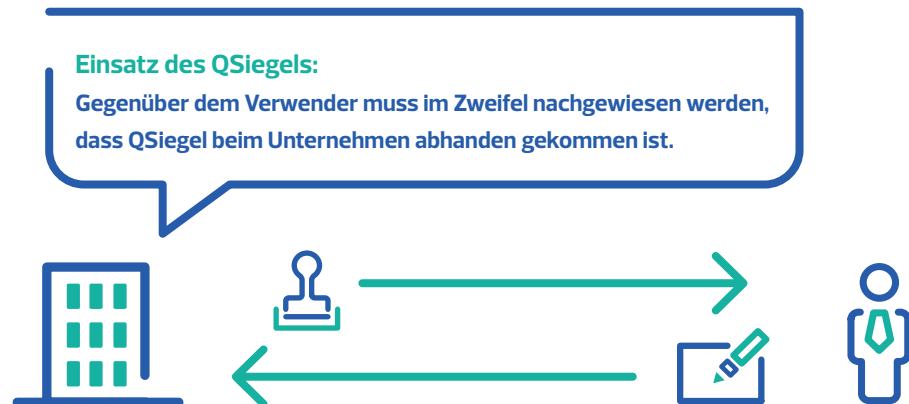 Einsatz des QSiegels:
Gegenüber dem Verwender muss im Zweifel nachgewiesen werden,
dass QSiegel beim Unternehmen abhanden gekommen ist.